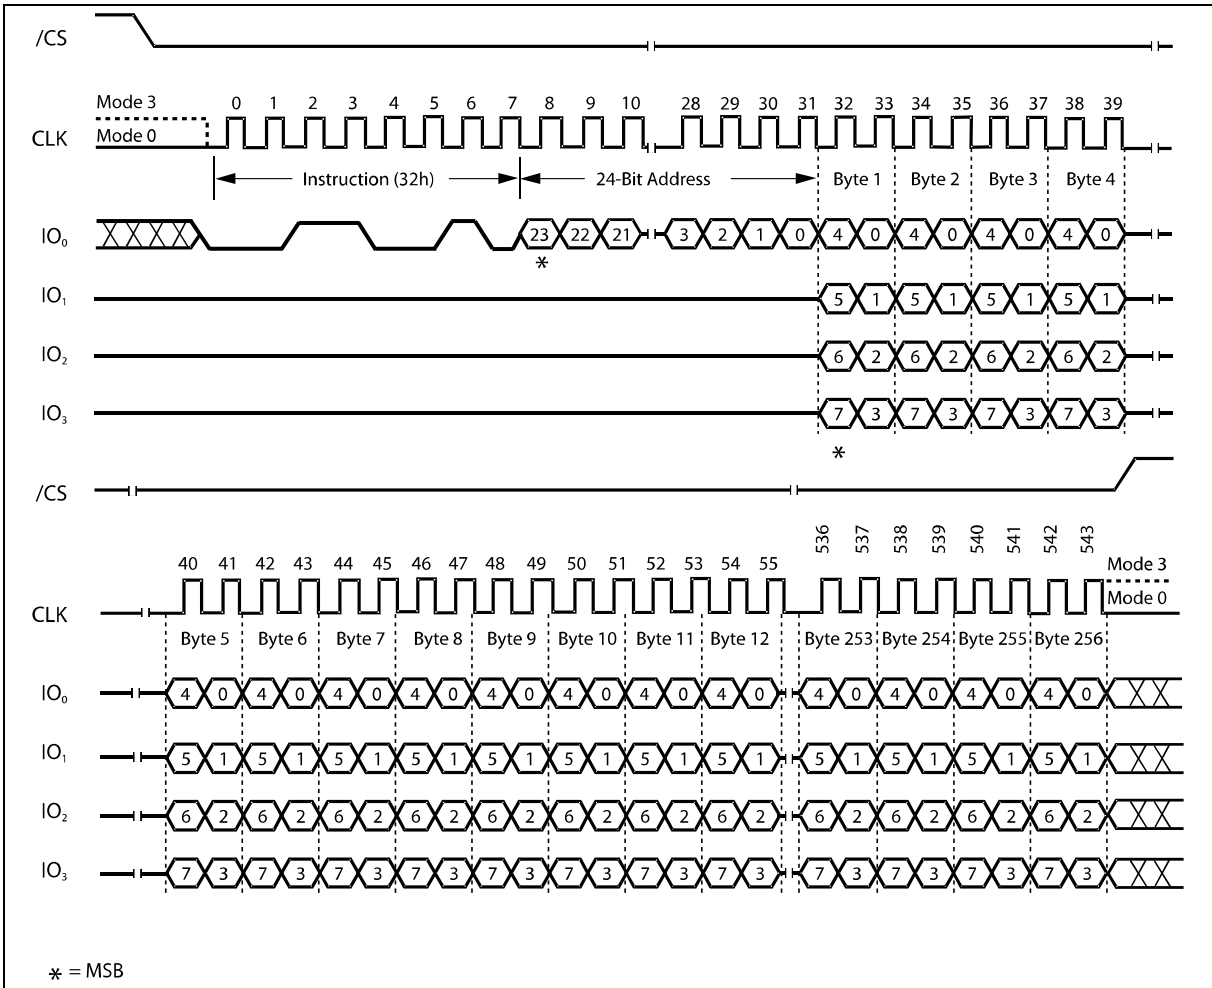 /CS
Mode 3
0 1 2 3 4 5 6 7 8 9 10 28 29 30 31 32 33 34 35 36 37 38 39
CLK
Mode 0
Instruction (32h) 24-Bit Address Byte 1 Byte 2 Byte 3 Byte 4
IO₀ 23 22 21 3 2 1 0 4 0 4 0 4 0 4 0
*
IO₁ 5 1 5 1 5 1 5 1
IO₂ 6 2 6 2 6 2 6 2
IO₃ 7 3 7 3 7 3 7 3
*
/CS
40 41 42 43 44 45 46 47 48 49 50 51 52 53 54 55 536 537 538 539 540 541 542 543
Mode 3
CLK
Mode 0
Byte 5 Byte 6 Byte 7 Byte 8 Byte 9 Byte 10 Byte 11 Byte 12 Byte 253 Byte 254 Byte 255 Byte 256
IO₀ 4 0 4 0 4 0 4 0 4 0 4 0 4 0 4 0 4 0 4 0 4 0 4 0
IO₁ 5 1 5 1 5 1 5 1 5 1 5 1 5 1 5 1 5 1 5 1 5 1 5 1
IO₂ 6 2 6 2 6 2 6 2 6 2 6 2 6 2 6 2 6 2 6 2 6 2 6 2
IO₃ 7 3 7 3 7 3 7 3 7 3 7 3 7 3 7 3 7 3 7 3 7 3 7 3
* = MSB